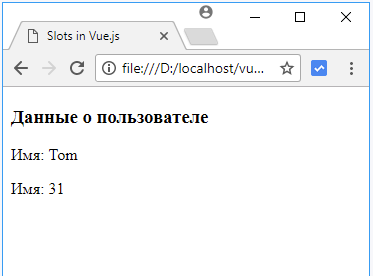 Slots in Vue.js
file:///D:/localhost/vu...
Данные о пользователе
Имя: Tom
Имя: 31